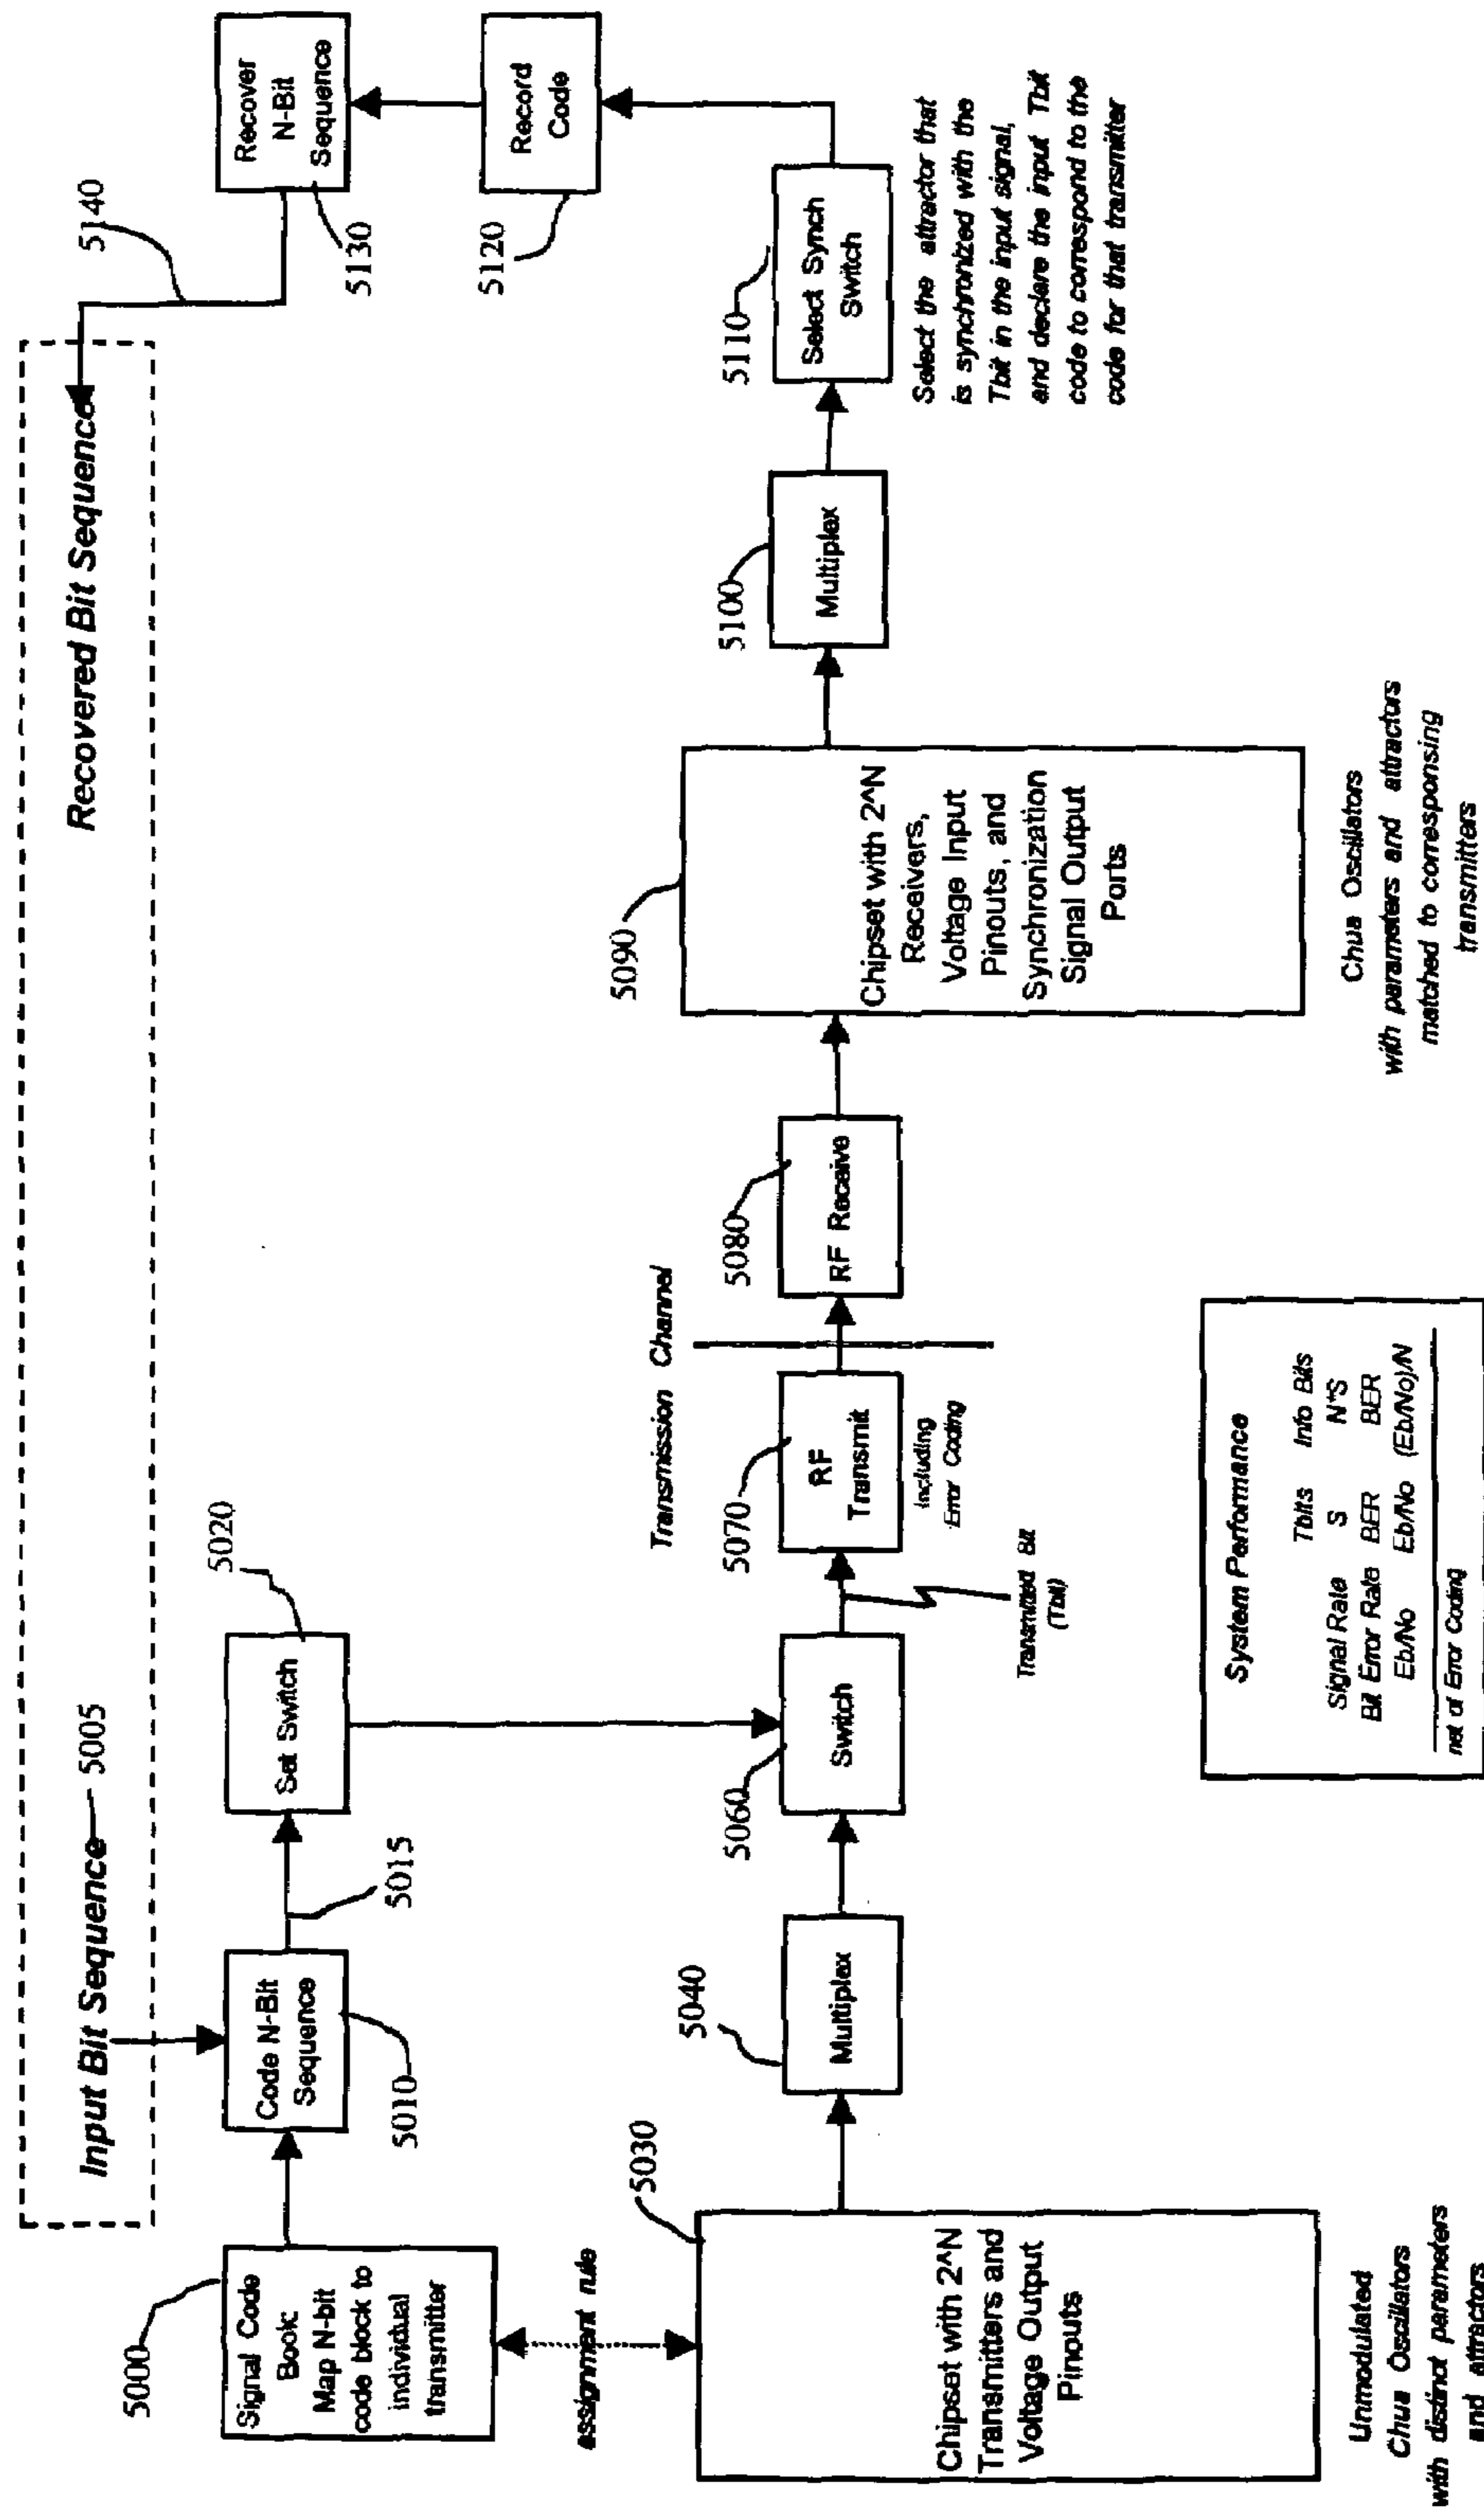 Input Bit Sequence
5005
Recovered Bit Sequence
5140
5000
Signal Code
Book:
Map N-bit
code block to
individual
transmitter
Code N-Bit
Sequence
5010
5015
Set Switch
5020
Recover
N-Bit
Sequence
5130
Record
Code
5120
assignment rule
5030
Chipset with 2^N
Transmitters and
Voltage Output
Pinouts
Unmodulated
Chua Oscillators
with distinct parameters
and attractors
5040
Multiplex
5060
Switch
Transmitted Bit
(Tbit)
5070
RF
Transmit
Including
Error Coding
Transmission Channel
5080
RF Receive
5090
Chipset with 2^N
Receivers,
Voltage Input
Pinouts, and
Synchronization
Signal Output
Ports
Chua Oscillators
with parameters and attractors
matched to corresponsing
transmitters
5100
Multiplex
5110
Select Synch
Switch
Select the attractor that
is synchronized with the
Tbit in the input signal,
and declare the input Tbit
code to correspond to the
code for that transmitter
System Performance
Tbits Info Bits
Signal Rate S N*S
Bit Error Rate BER BER
Eb/No Eb/No (Eb/No)/N
net of Error Coding